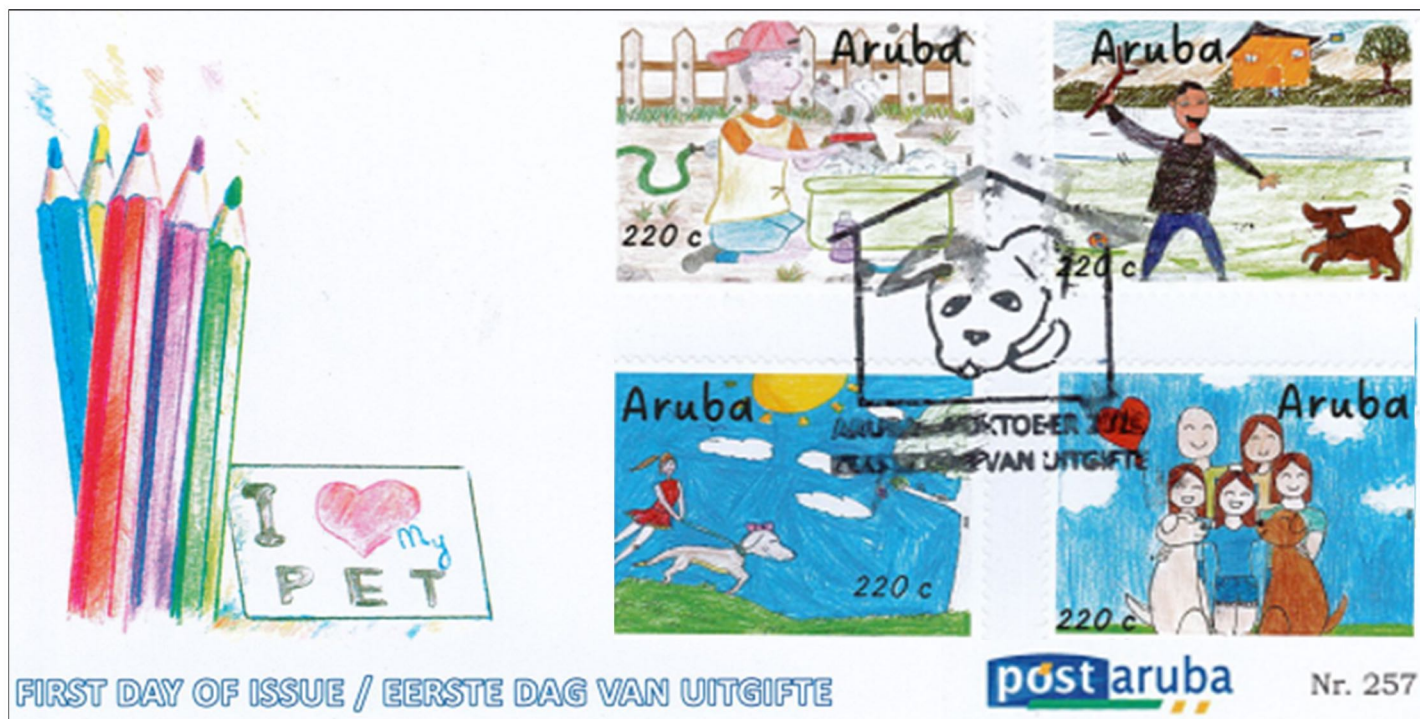 Aruba
220 c
Aruba
220 c
Aruba
220 c
Aruba
220 c
VAN UITGIFTE
I
My
PET
FIRST DAY OF ISSUE / EERSTE DAG VAN UITGIFTE
post aruba
Nr. 257